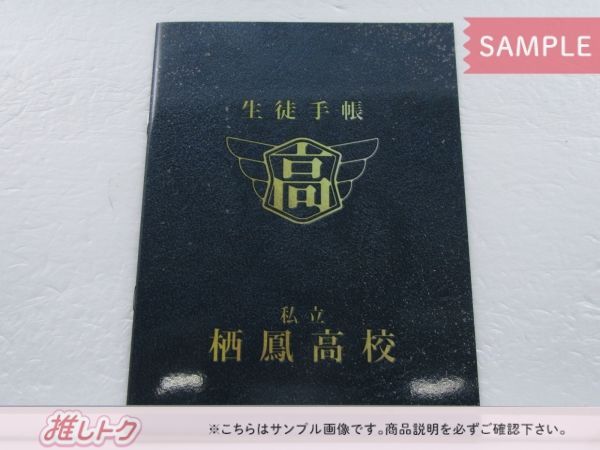 SAMPLE
生徒手帳
高
私立
栖鳳高校
推しトク
※こちらはサンプル画像です。商品説明を必ずご確認下さい。